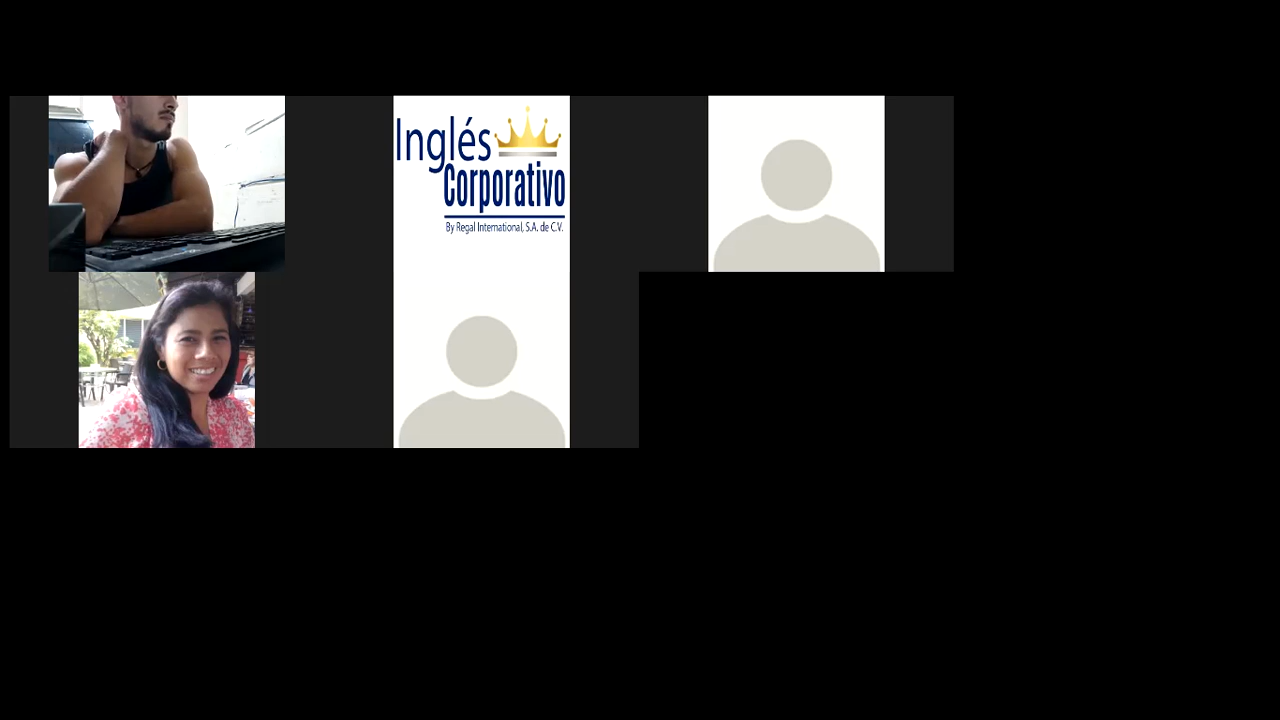 Inglés
Corporativo
By Regal International, S.A. de C.V.